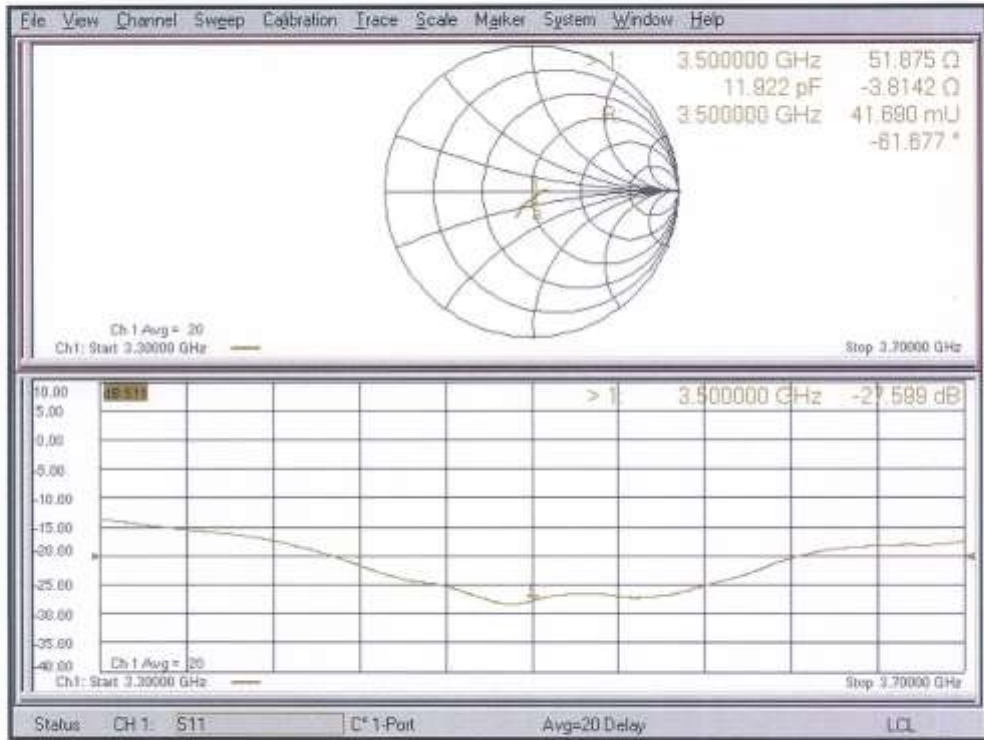 File View Channel Sweep Calibration Trace Scale Marker System Window Help
> 1: 3.500000 GHz 51.875 Ω
11.922 pF -3.8142 Ω
R 3.500000 GHz 41.690 mU
-61.677 °
Ch 1 Avg = 20
Ch1: Start 3.30000 GHz Stop 3.70000 GHz
10.00
dB S11 > 1: 3.500000 GHz -27.599 dB
5.00
0.00
-5.00
-10.00
-15.00
-20.00
-25.00
-30.00
-35.00
-40.00
Ch 1 Avg = 20
Ch1: Start 3.30000 GHz Stop 3.70000 GHz
Status CH 1: S11 C* 1-Port Avg=20 Delay LCL